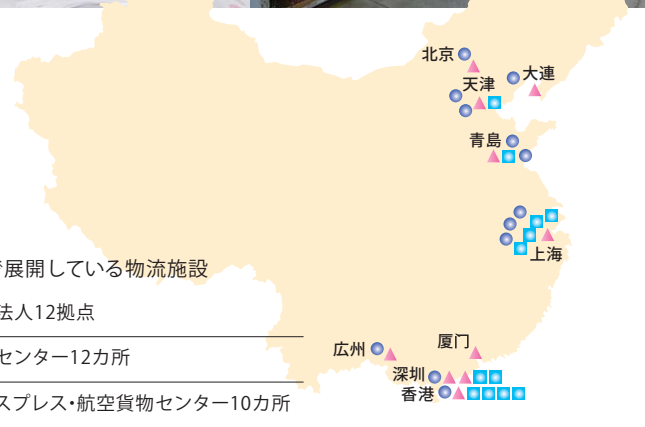 北京
大連
天津
青島
上海
展開している物流施設
法人12拠点
センター12カ所
スプレス・航空貨物センター10カ所
広州
厦门
深圳
香港